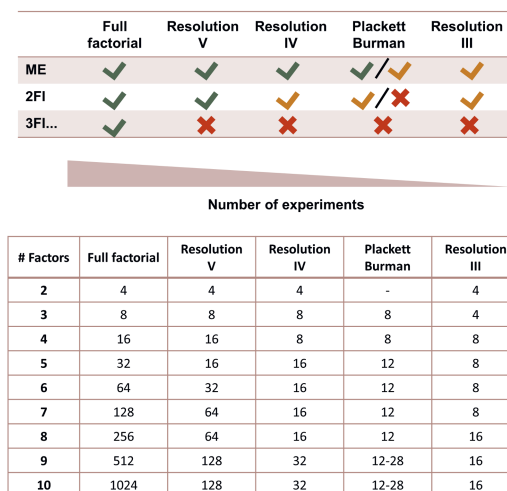 Full factorial Resolution V Resolution IV Plackett Burman Resolution III
ME / 
2FI / 
3FI...
Number of experiments
# Factors Full factorial Resolution V Resolution IV Plackett Burman Resolution III
2 4 4 4 - 4
3 8 8 8 8 4
4 16 16 8 8 8
5 32 16 16 12 8
6 64 32 16 12 8
7 128 64 16 12 8
8 256 64 16 12 16
9 512 128 32 12-28 16
10 1024 128 32 12-28 16